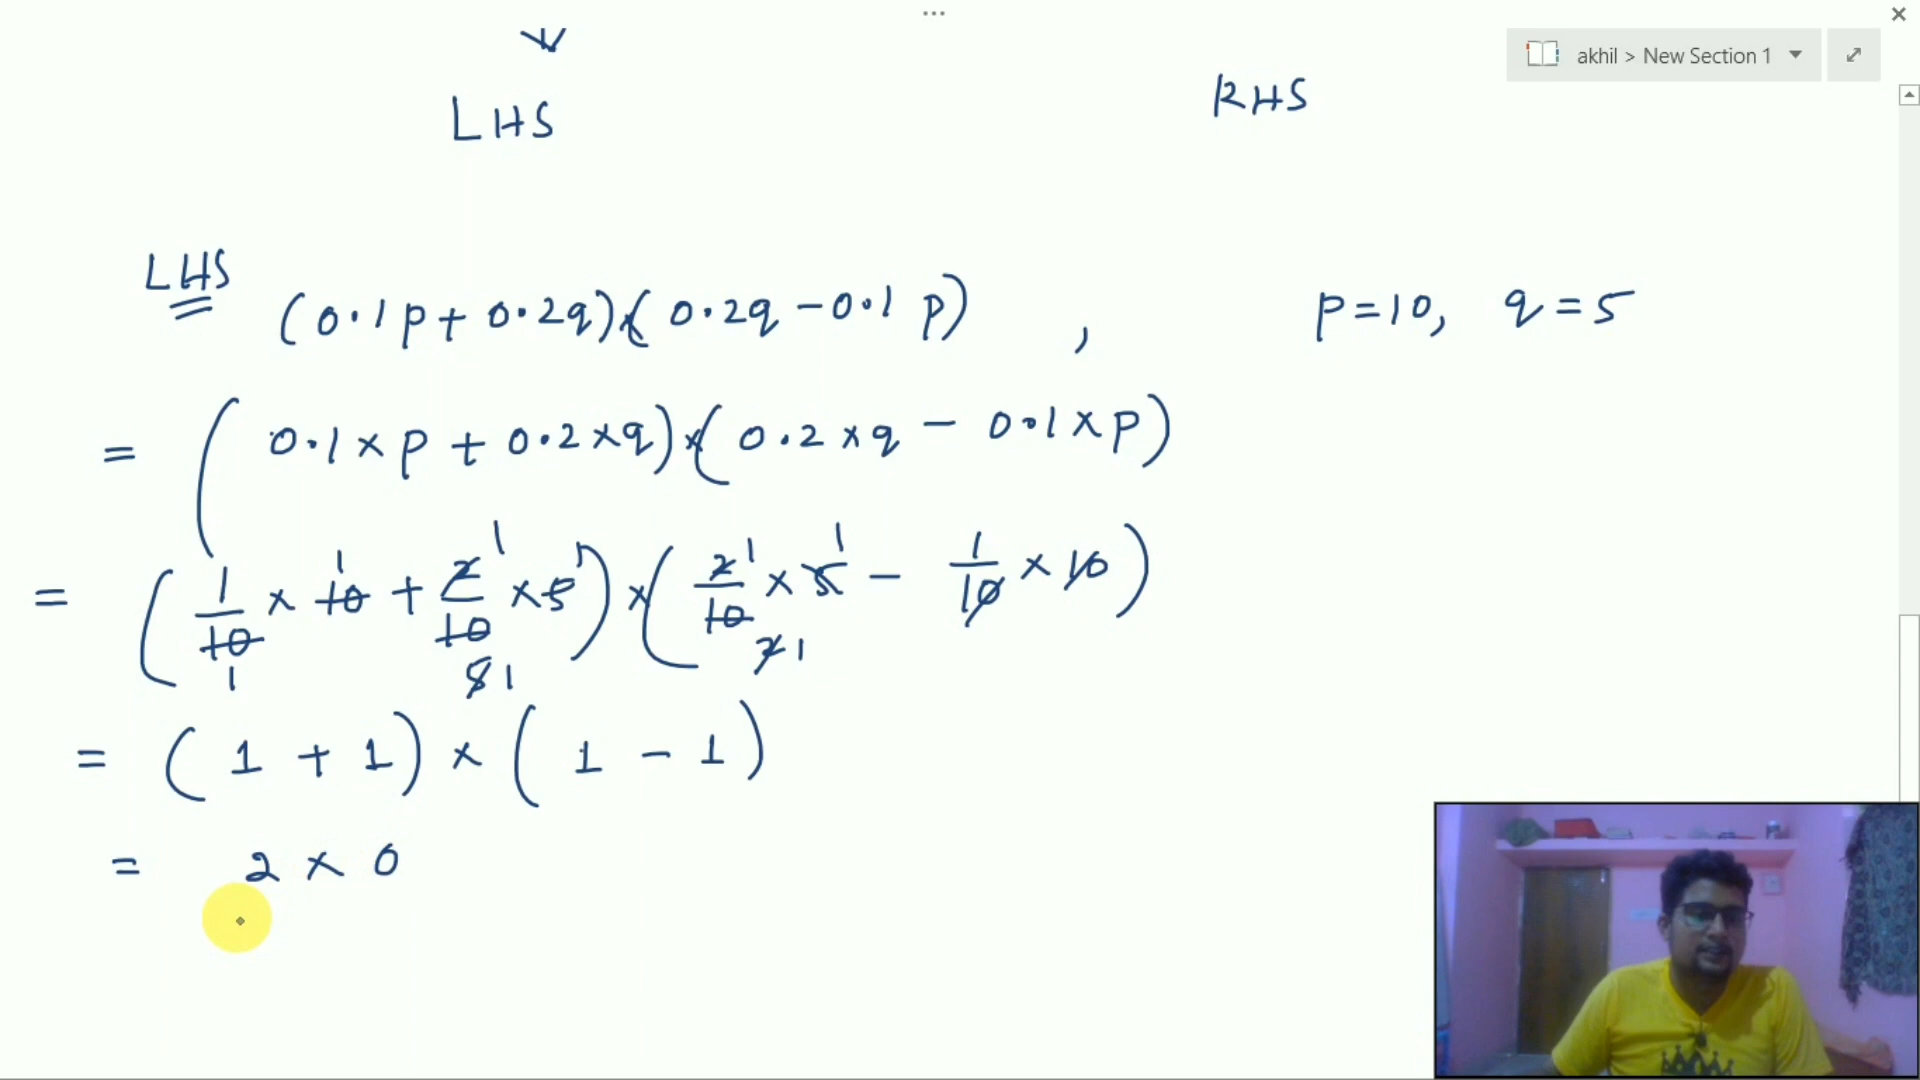 ...
akhil > New Section 1
LHS
RHS
LHS
(0.1p + 0.2q)×(0.2q - 0.1p) , p=10, q=5
= (0.1×p + 0.2×q)×(0.2×q - 0.1×p)
= (1/10 × 10 + 2/10 × 5) × (2/10 × 5 - 1/10 × 10)
= (1 + 1) × (1 - 1)
= 2 × 0